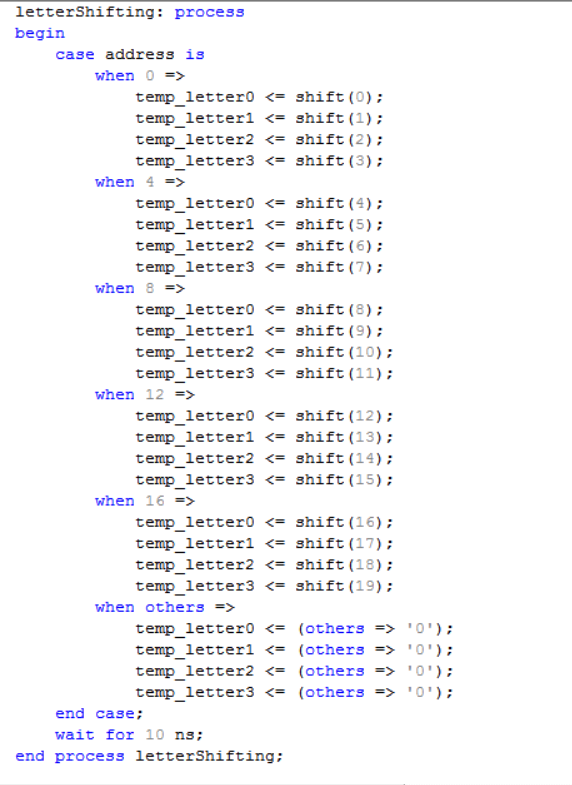 letterShifting: process
begin
    case address is
        when 0 =>
            temp_letter0 <= shift(0);
            temp_letter1 <= shift(1);
            temp_letter2 <= shift(2);
            temp_letter3 <= shift(3);
        when 4 =>
            temp_letter0 <= shift(4);
            temp_letter1 <= shift(5);
            temp_letter2 <= shift(6);
            temp_letter3 <= shift(7);
        when 8 =>
            temp_letter0 <= shift(8);
            temp_letter1 <= shift(9);
            temp_letter2 <= shift(10);
            temp_letter3 <= shift(11);
        when 12 =>
            temp_letter0 <= shift(12);
            temp_letter1 <= shift(13);
            temp_letter2 <= shift(14);
            temp_letter3 <= shift(15);
        when 16 =>
            temp_letter0 <= shift(16);
            temp_letter1 <= shift(17);
            temp_letter2 <= shift(18);
            temp_letter3 <= shift(19);
        when others =>
            temp_letter0 <= (others => '0');
            temp_letter1 <= (others => '0');
            temp_letter2 <= (others => '0');
            temp_letter3 <= (others => '0');
    end case;
    wait for 10 ns;
end process letterShifting;